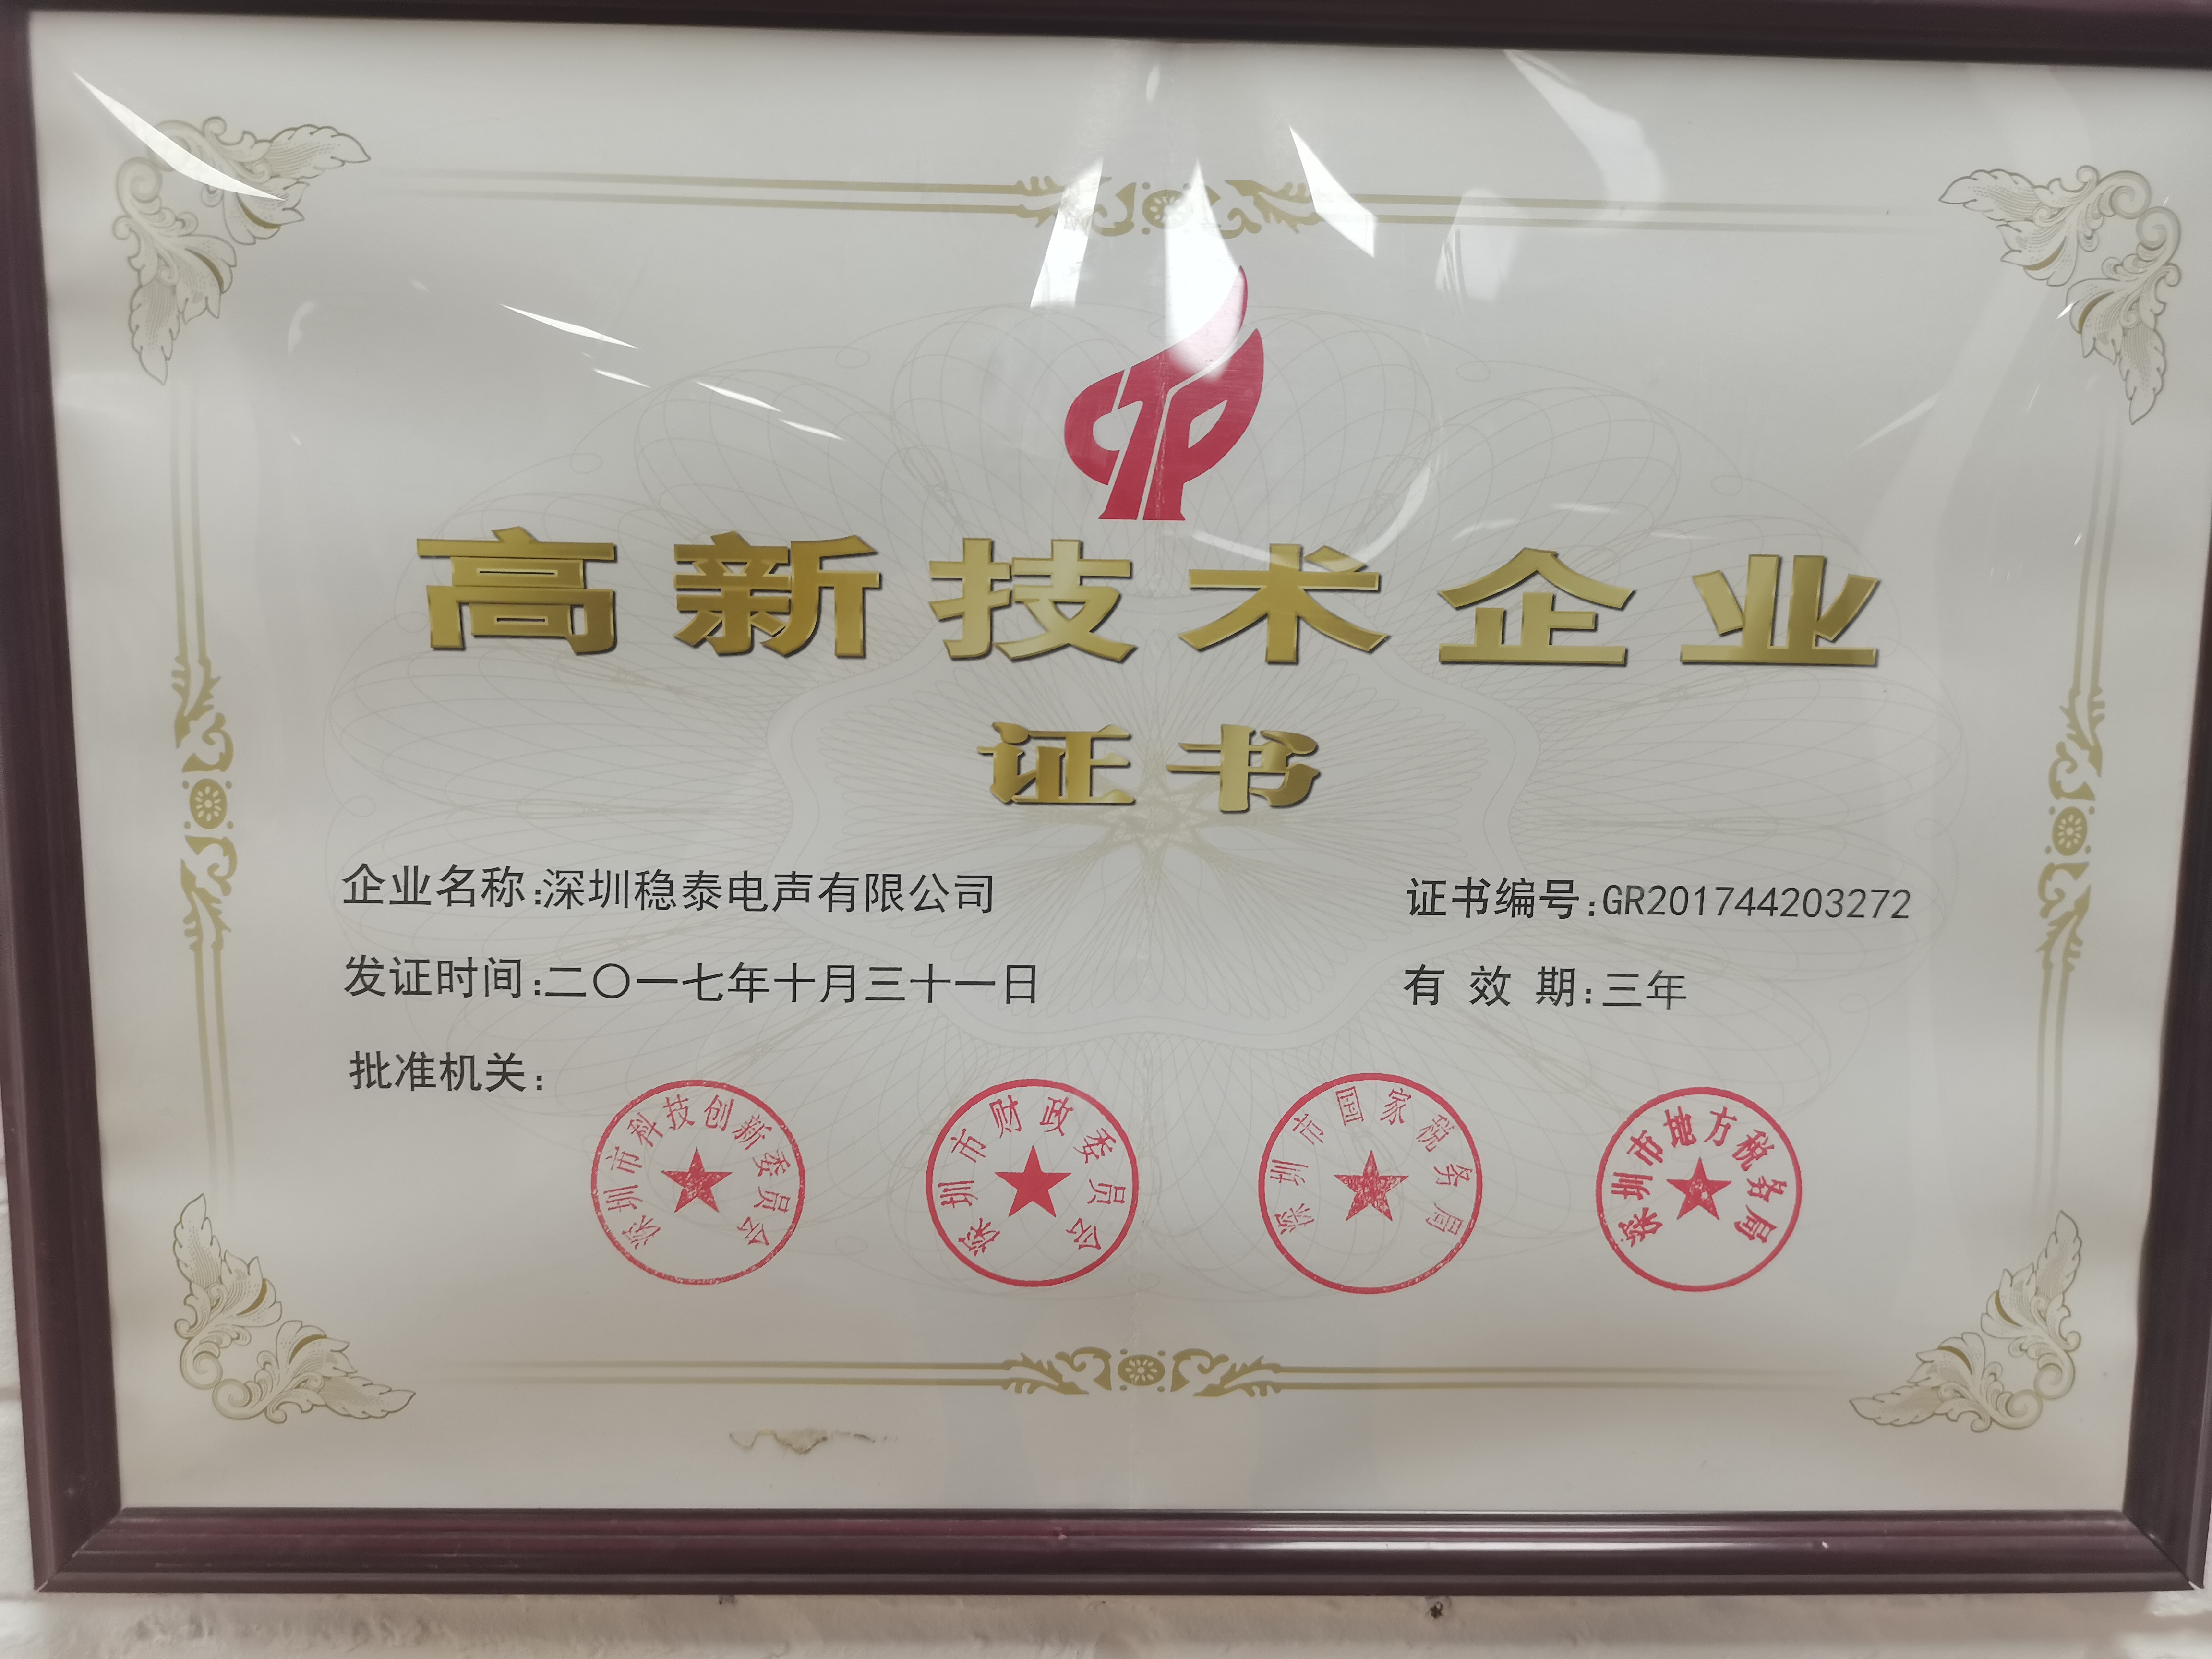 高新技术企业
证书
企业名称:深圳稳泰电声有限公司
证书编号:GR201744203272
发证时间:二〇一七年十月三十一日
有 效 期:三年
批准机关:
深圳市科技创新委员会
深圳市财政委员会
深圳市国家税务局
深圳市地方税务局